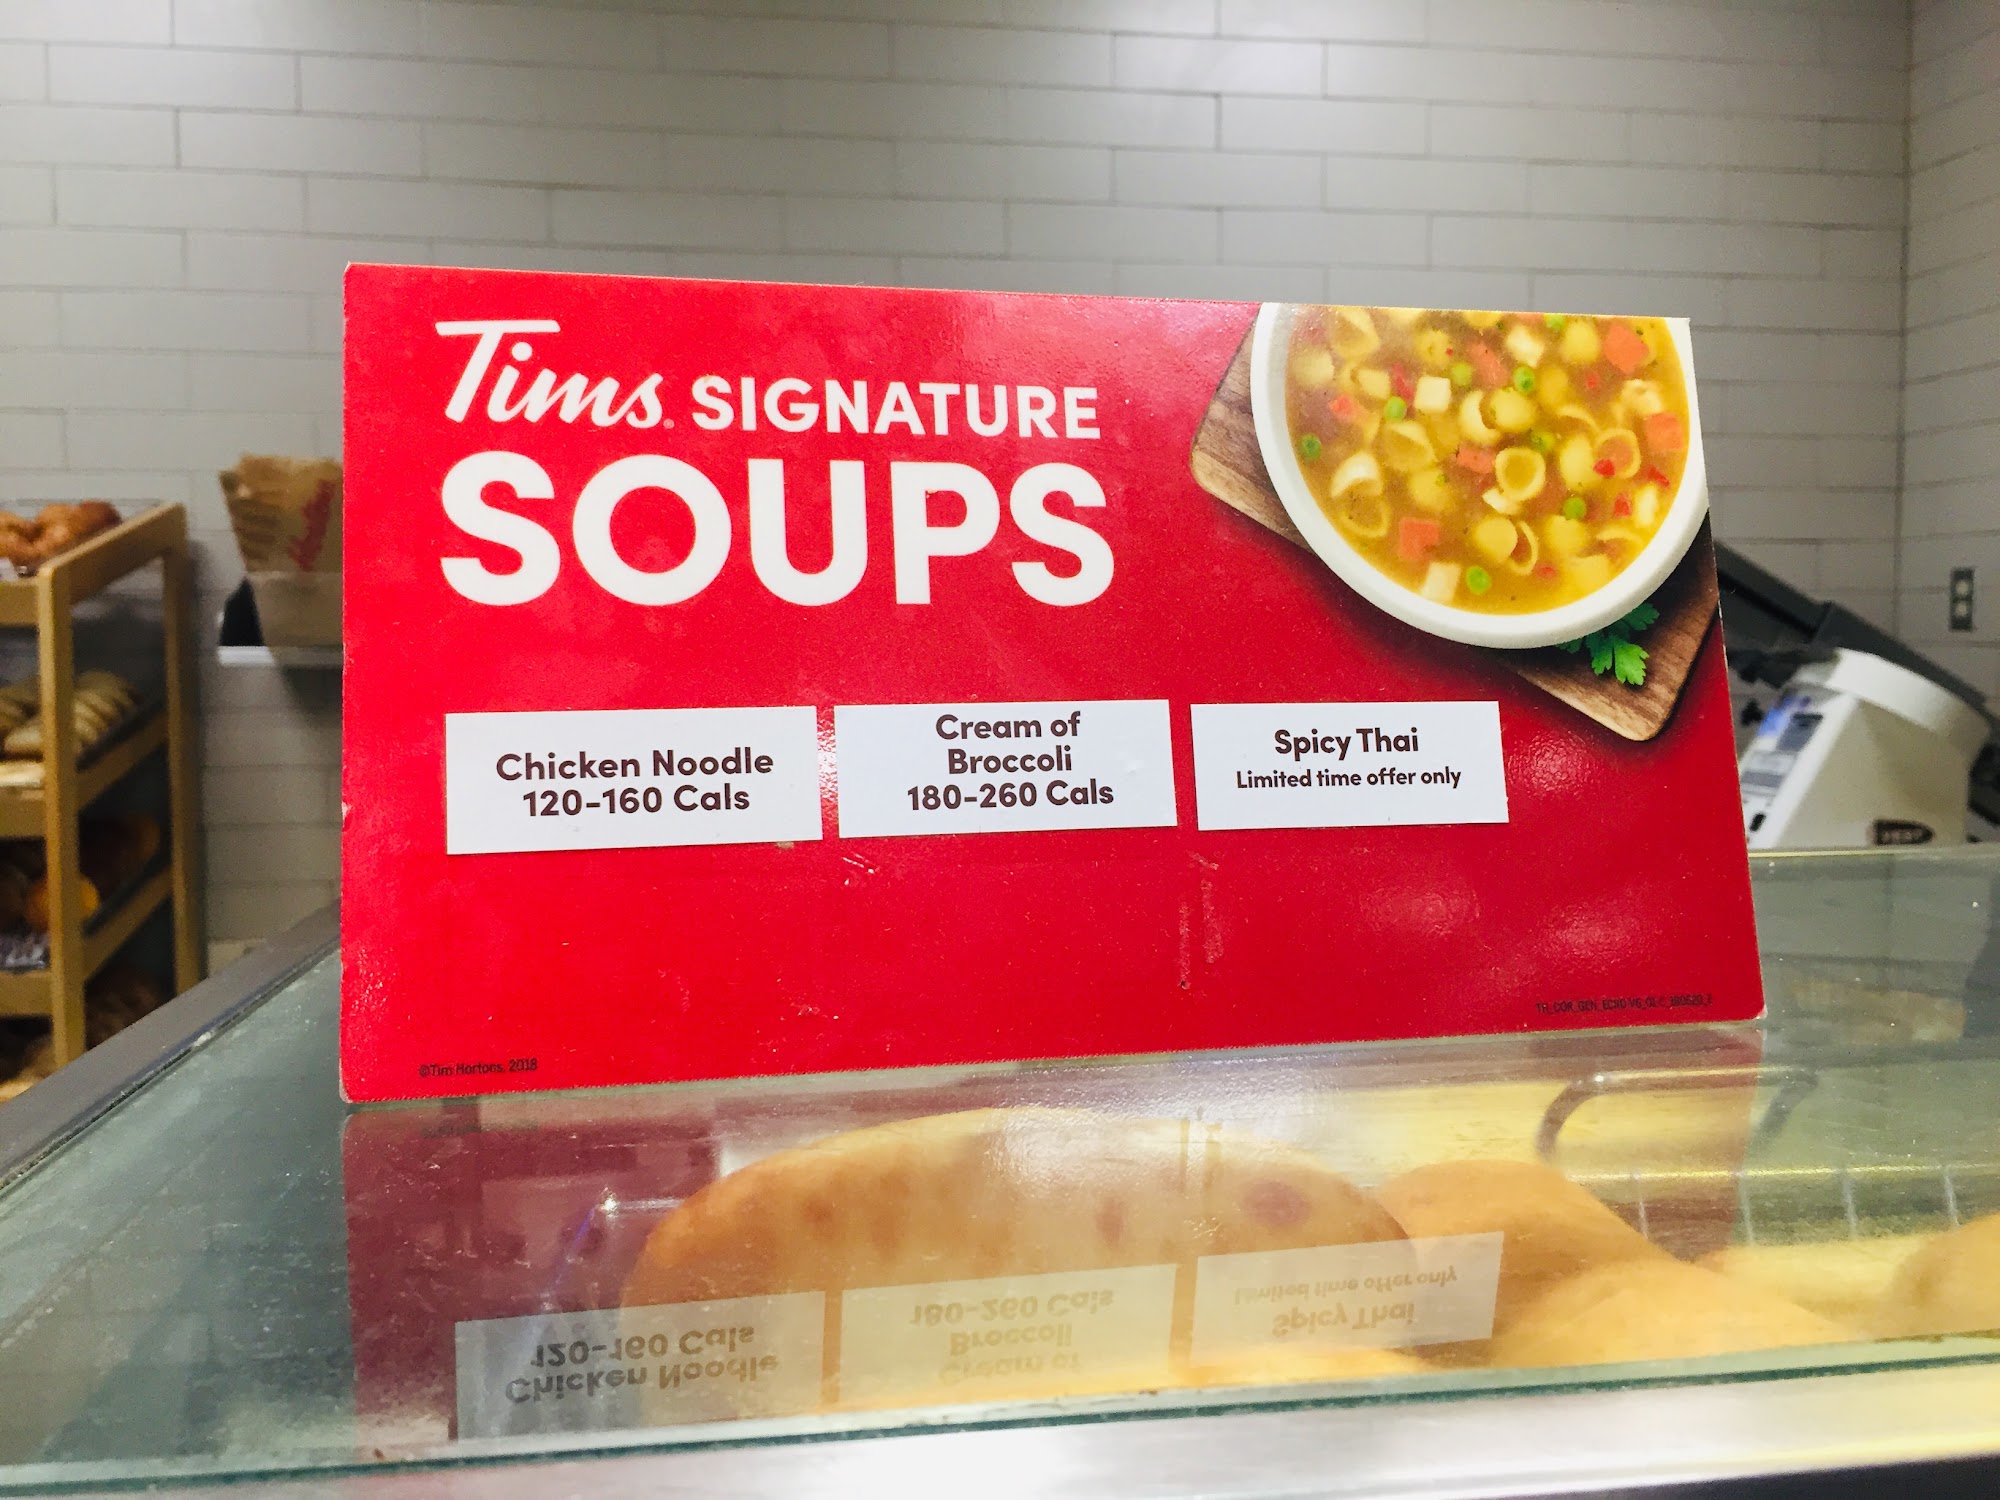 Tims SIGNATURE
SOUPS
Chicken Noodle
120-160 Cals
Cream of
Broccoli
180-260 Cals
Spicy Thai
Limited time offer only
©Tim Hortons, 2018